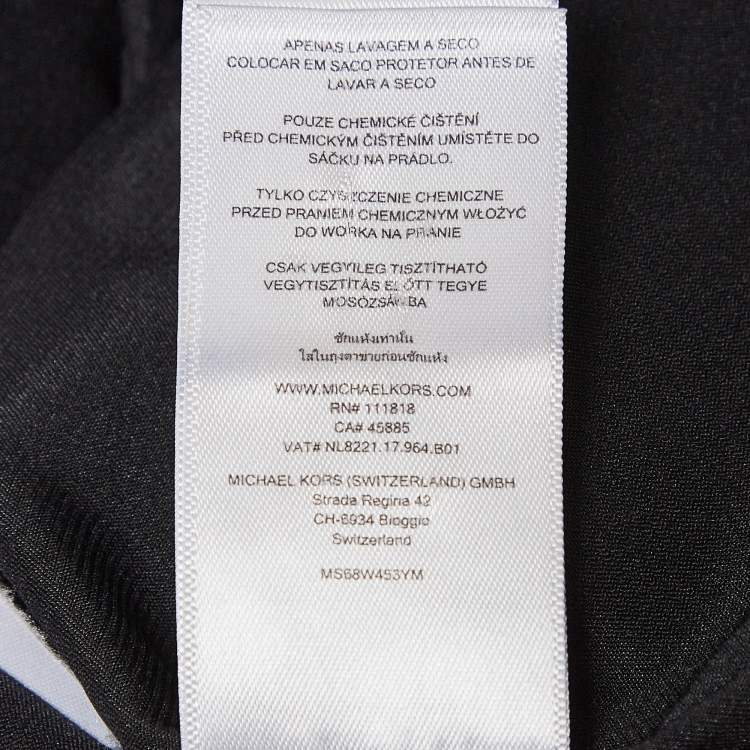 APENAS LAVAGEM A SECO
COLOCAR EM SACO PROTETOR ANTES DE
LAVAR A SECO
POUZE CHEMICKÉ ČIŠTĚNÍ
PŘED CHEMICKÝM ČIŠTĚNÍM UMÍSTĚTE DO
SÁČKU NA PRÁDLO.
TYLKO CZYSZCZENIE CHEMICZNE
PRZED PRANIEM CHEMICZNYM WŁOŻYĆ
DO WORKA NA PRANIE
CSAK VEGYILEG TISZTÍTHATÓ
VEGYTISZTÍTÁS ELŐTT TEGYE
MOSÓZSÁKBA
ซักแห้งเท่านั้น
ใส่ในถุงตาข่ายก่อนซักแห้ง
WWW.MICHAELKORS.COM
RN# 111818
CA# 45885
VAT# NL8221.17.964.B01
MICHAEL KORS (SWITZERLAND) GMBH
Strada Regina 42
CH-6934 Bioggio
Switzerland
MS68W453YM